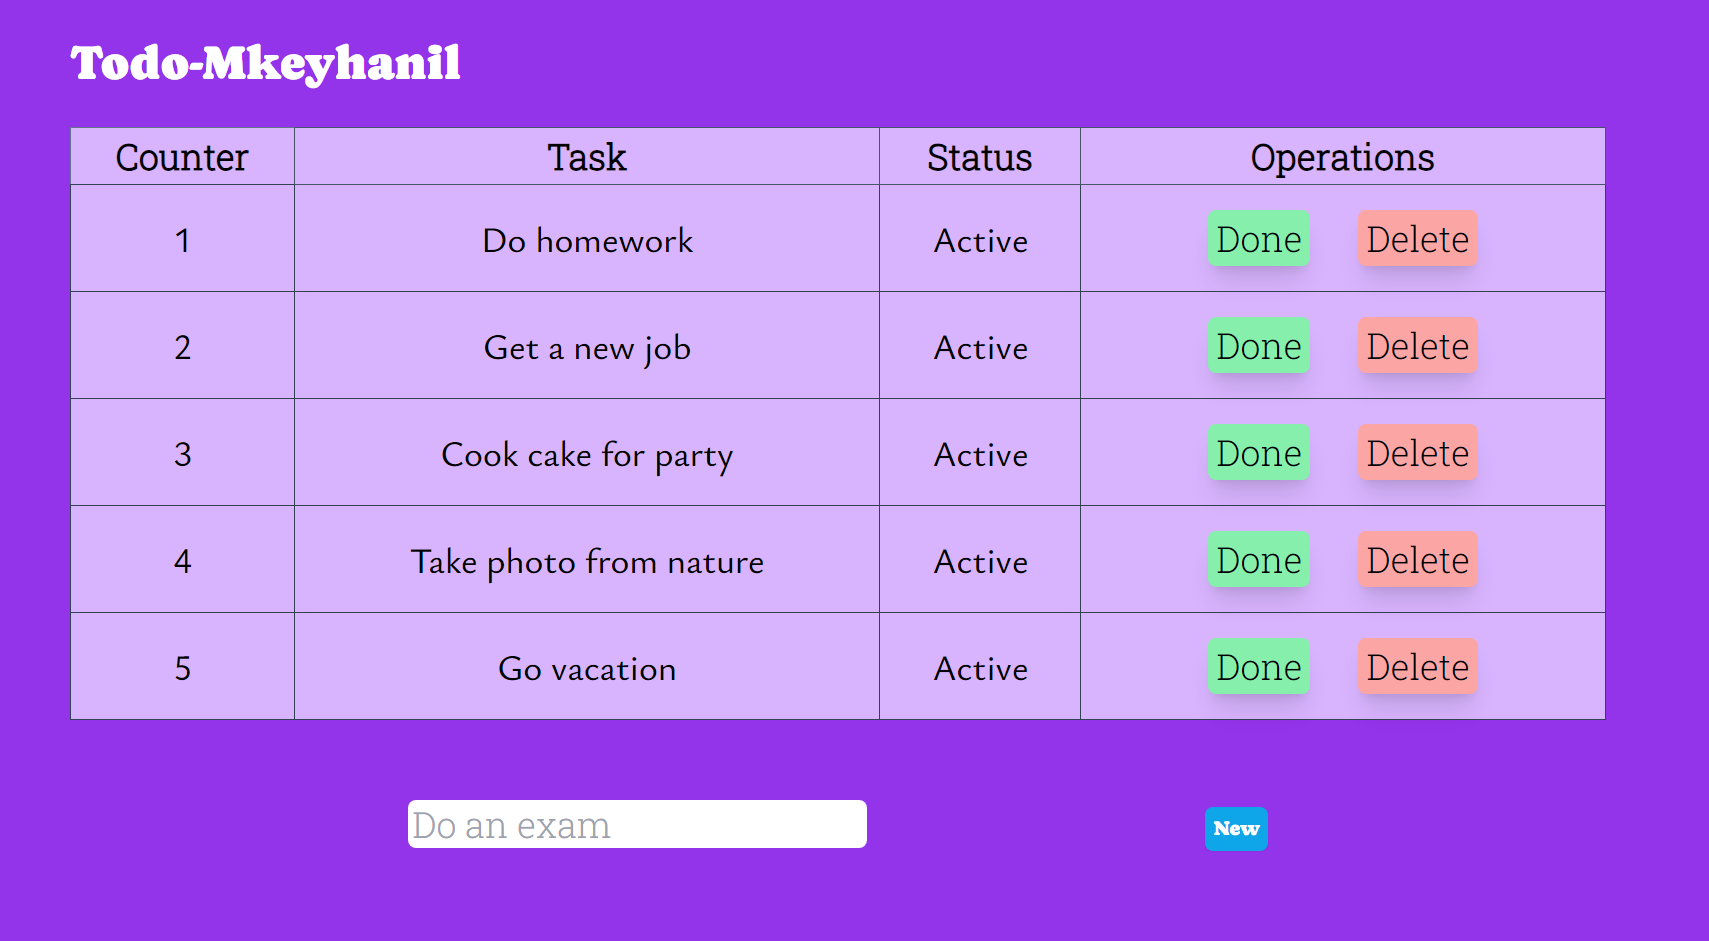 Todo-Mkeyhanil
Counter Task Status Operations
1 Do homework Active Done Delete
2 Get a new job Active Done Delete
3 Cook cake for party Active Done Delete
4 Take photo from nature Active Done Delete
5 Go vacation Active Done Delete
Do an exam New